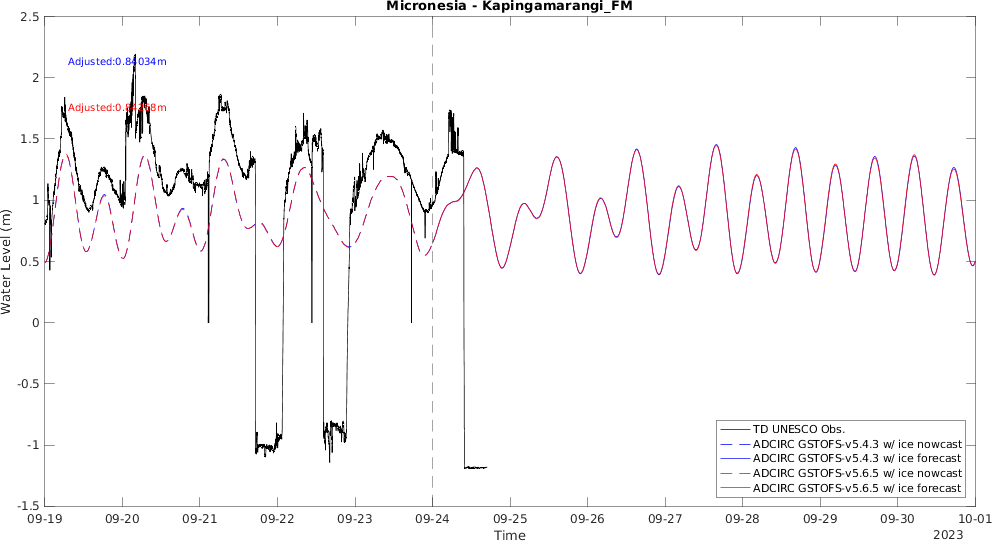 Micronesia - Kapingamarangi_FM
Adjusted:0.84034m
Water Level (m)
2.5
2
1.5
1
0.5
0
-0.5
-1
-1.5
TD UNESCO Obs.
ADCIRC GSTOFS-v5.4.3 w/ ice nowcast
ADCIRC GSTOFS-v5.4.3 w/ ice forecast
ADCIRC GSTOFS-v5.6.5 w/ ice nowcast
ADCIRC GSTOFS-v5.6.5 w/ ice forecast
09-19 09-20 09-21 09-22 09-23 09-24 09-25 09-26 09-27 09-28 09-29 09-30 10-01
Time
2023